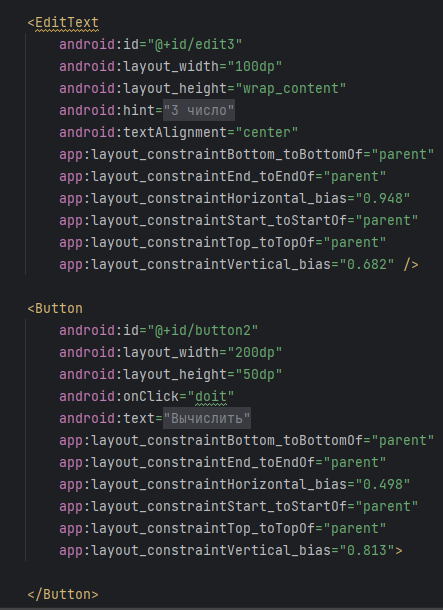 <EditText
android:id="@+id/edit3"
android:layout_width="100dp"
android:layout_height="wrap_content"
android:hint="3 число"
android:textAlignment="center"
app:layout_constraintBottom_toBottomOf="parent"
app:layout_constraintEnd_toEndOf="parent"
app:layout_constraintHorizontal_bias="0.948"
app:layout_constraintStart_toStartOf="parent"
app:layout_constraintTop_toTopOf="parent"
app:layout_constraintVertical_bias="0.682" />
<Button
android:id="@+id/button2"
android:layout_width="200dp"
android:layout_height="50dp"
android:onClick="doit"
android:text="Вычислить"
app:layout_constraintBottom_toBottomOf="parent"
app:layout_constraintEnd_toEndOf="parent"
app:layout_constraintHorizontal_bias="0.498"
app:layout_constraintStart_toStartOf="parent"
app:layout_constraintTop_toTopOf="parent"
app:layout_constraintVertical_bias="0.813">
</Button>